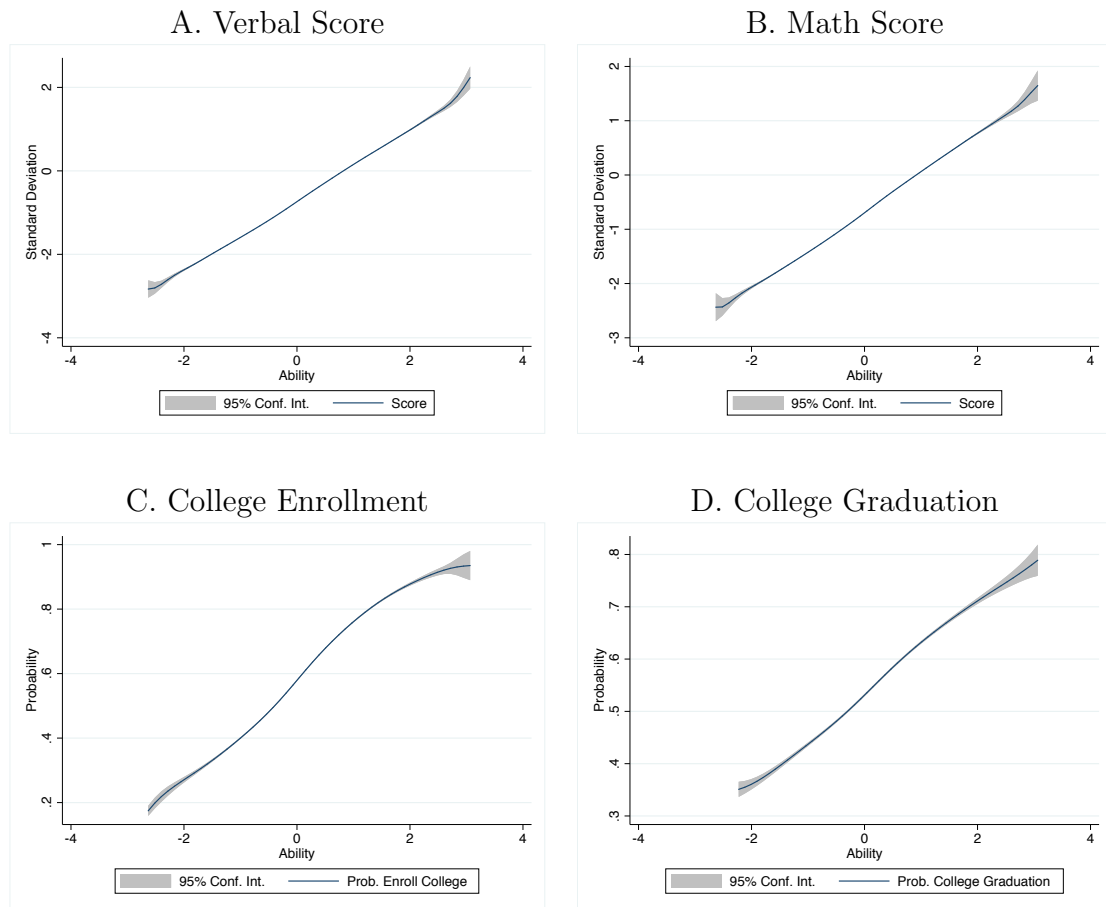 A. Verbal Score
Standard Deviation
2
0
-2
-4
-4 -2 0 2 4
Ability
95% Conf. Int. Score
B. Math Score
Standard Deviation
2
1
0
-1
-2
-3
-4 -2 0 2 4
Ability
95% Conf. Int. Score
C. College Enrollment
Probability
1
.8
.6
.4
.2
-4 -2 0 2 4
Ability
95% Conf. Int. Prob. Enroll College
D. College Graduation
Probability
.8
.7
.6
.5
.4
.3
-4 -2 0 2 4
Ability
95% Conf. Int. Prob. College Graduation